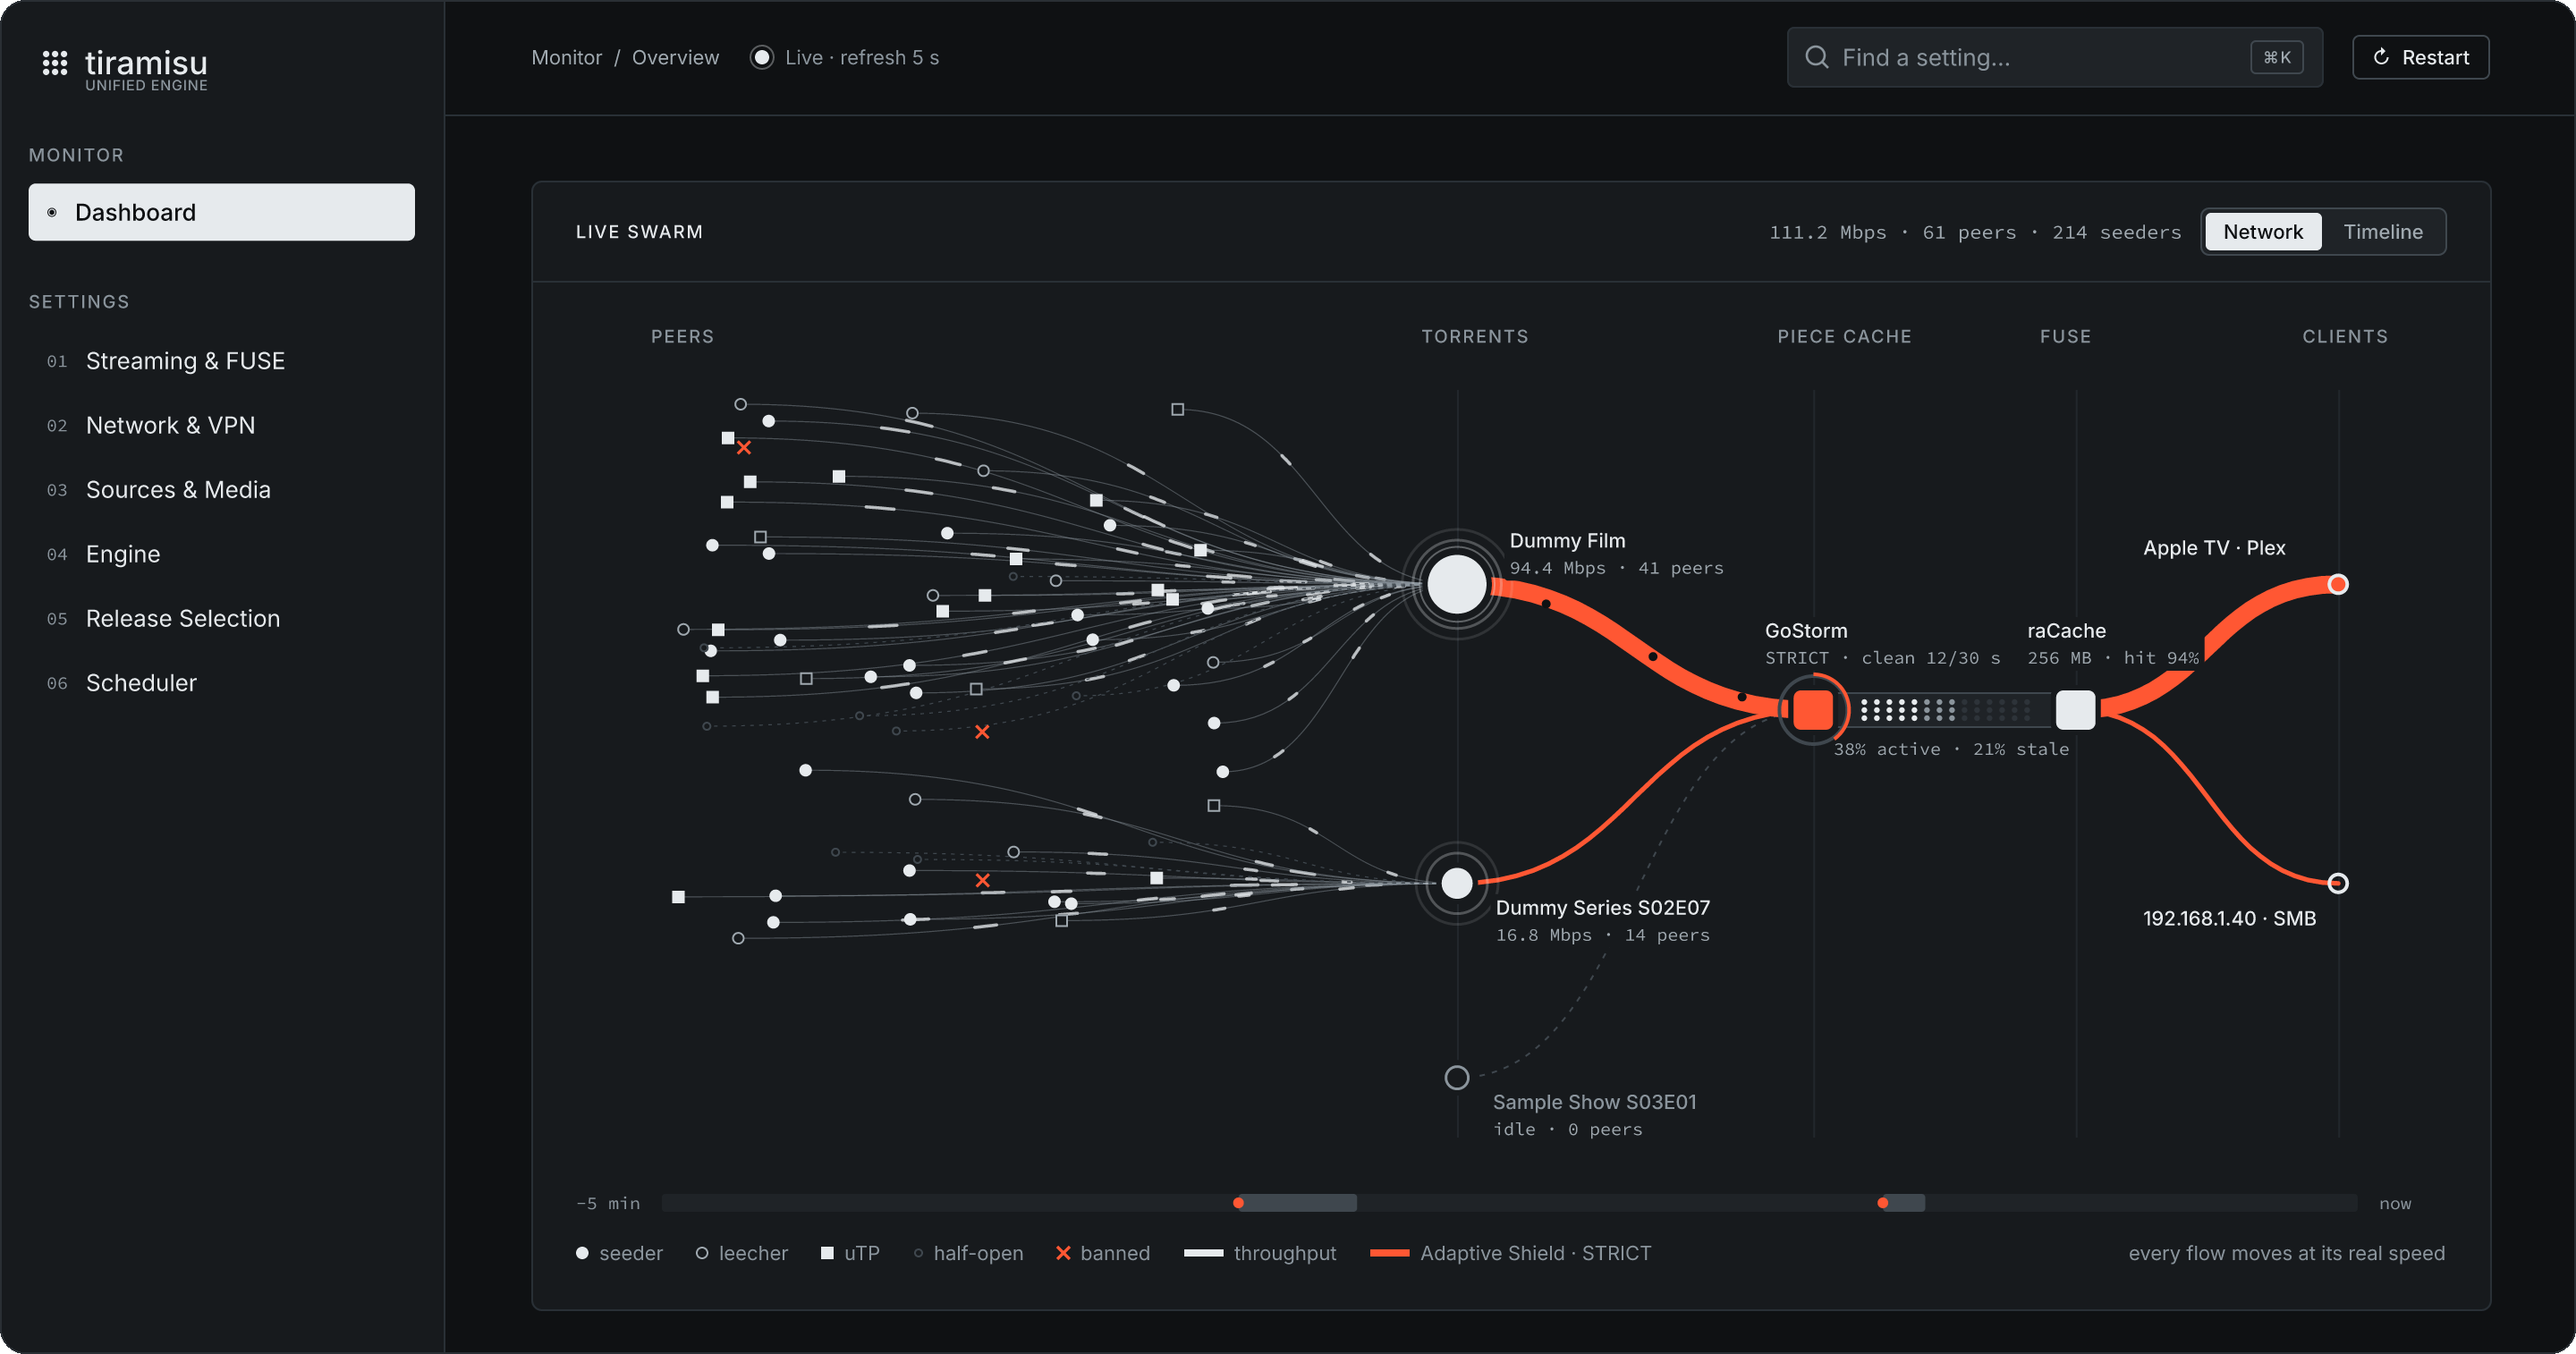 tiramisu
UNIFIED ENGINE
MONITOR
Dashboard
SETTINGS
01 Streaming & FUSE
02 Network & VPN
03 Sources & Media
04 Engine
05 Release Selection
06 Scheduler
Monitor / Overview
Live · refresh 5 s
Find a setting...
⌘K
Restart
LIVE SWARM
111.2 Mbps · 61 peers · 214 seeders
Network
Timeline
PEERS
TORRENTS
PIECE CACHE
FUSE
CLIENTS
Dummy Film
94.4 Mbps · 41 peers
Apple TV · Plex
GoStorm
STRICT · clean 12/30 s
raCache
256 MB · hit 94%
38% active · 21% stale
Dummy Series S02E07
16.8 Mbps · 14 peers
192.168.1.40 · SMB
Sample Show S03E01
idle · 0 peers
−5 min
now
seeder
leecher
uTP
half-open
banned
throughput
Adaptive Shield · STRICT
every flow moves at its real speed